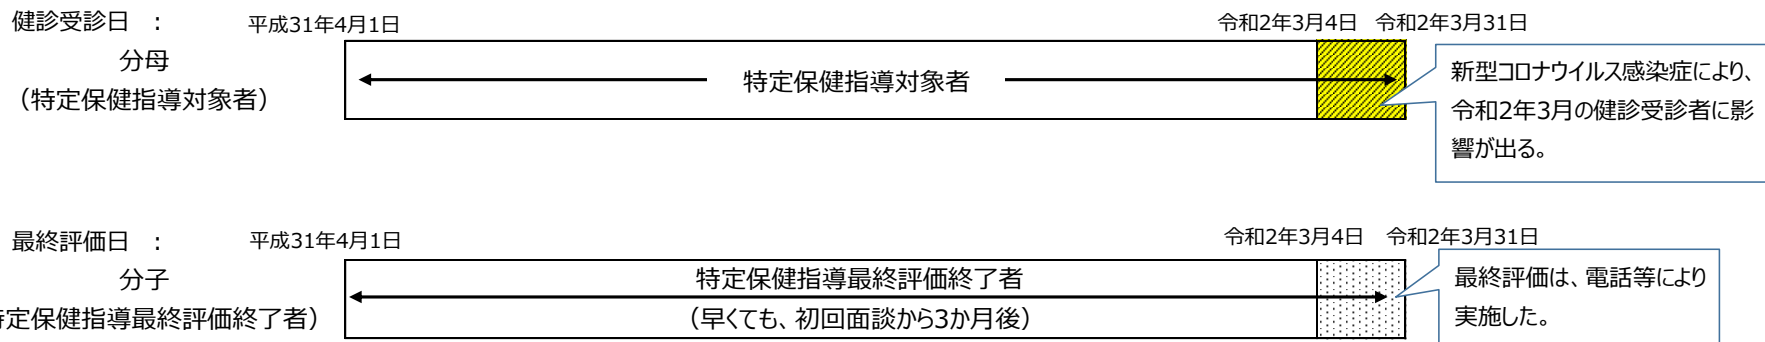 健診受診日 :
平成31年4月1日
令和2年3月4日 令和2年3月31日
分母
(特定保健指導対象者)
特定保健指導対象者
新型コロナウイルス感染症により、
令和2年3月の健診受診者に影
響が出る。
最終評価日 :
平成31年4月1日
令和2年3月4日 令和2年3月31日
分子
特定保健指導最終評価終了者)
特定保健指導最終評価終了者
(早くても、初回面談から3か月後)
最終評価は、電話等により
実施した。